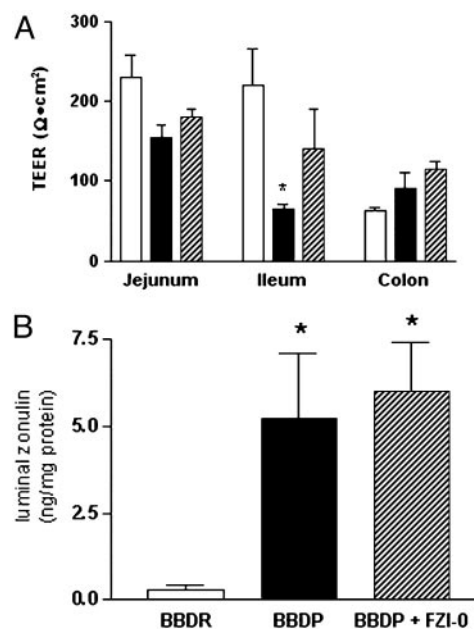 A
TEER (Ω•cm²)
300
200
100
0
*
Jejunum Ileum Colon
B
luminal zonulin
(ng/mg protein)
7.5
5.0
2.5
0.0
* *
BBDR BBDP BBDP + FZI-0